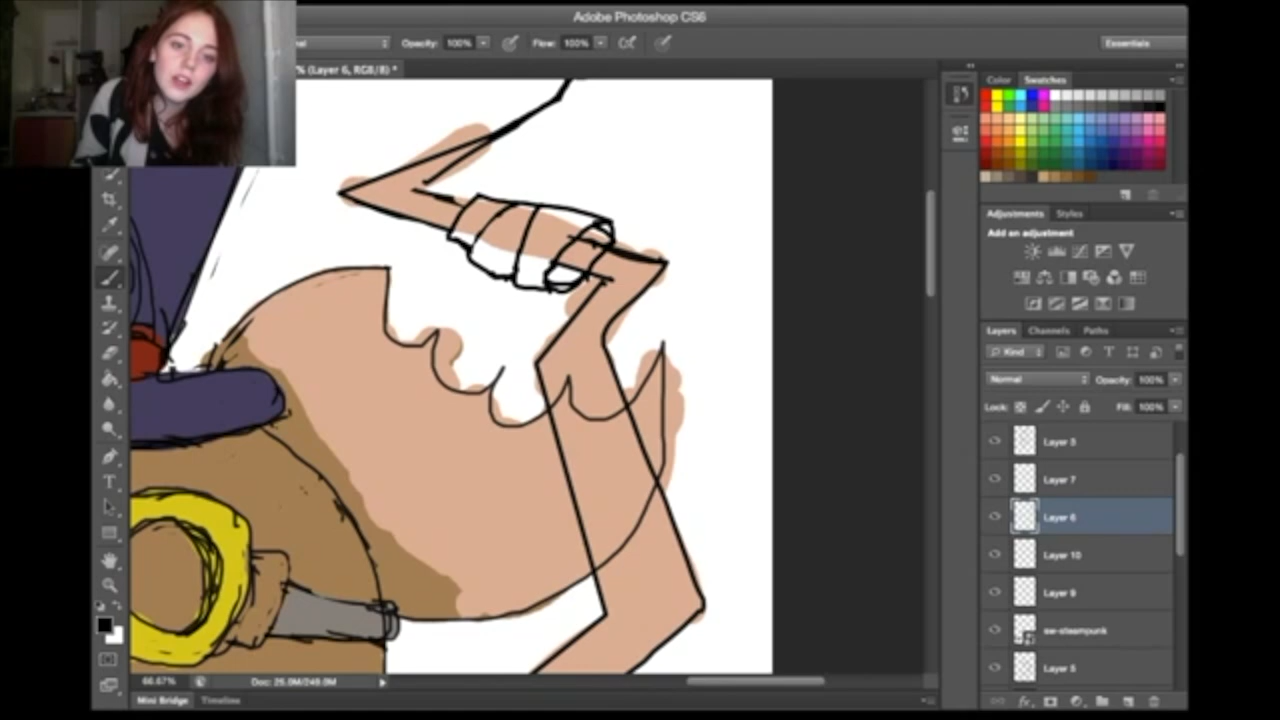 Adobe Photoshop CS6
Opacity: 100% Flow: 100% Essentials
% (Layer 6, RGB/8) *
Color Swatches
Adjustments Styles
Add an adjustment
Layers Channels Paths
Kind
Normal Opacity: 100%
Lock: Fill: 100%
Layer 3
Layer 7
Layer 6
Layer 10
Layer 9
sw-steampunk
Layer 5
66.67% Doc: 25.0M/249.0M
Mini Bridge Timeline